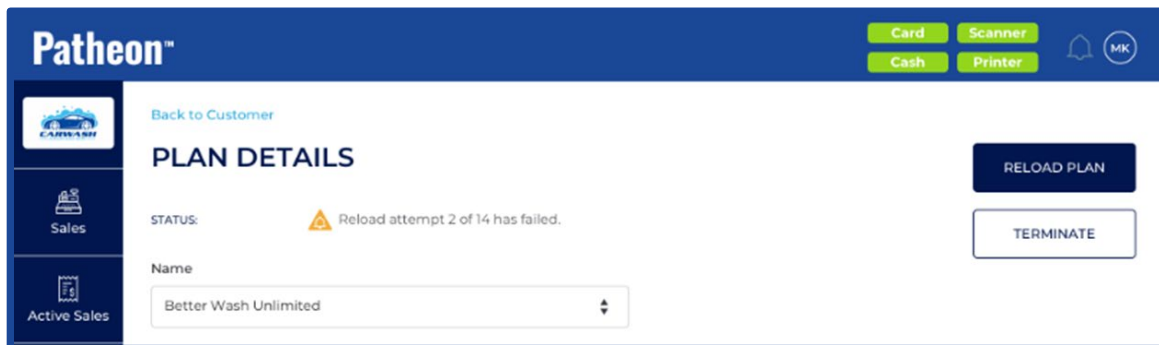 Patheon™
Card Scanner
Cash Printer
MK
CARWASH
Back to Customer
PLAN DETAILS
RELOAD PLAN
Sales
STATUS: Reload attempt 2 of 14 has failed.
TERMINATE
Name
Better Wash Unlimited
Active Sales